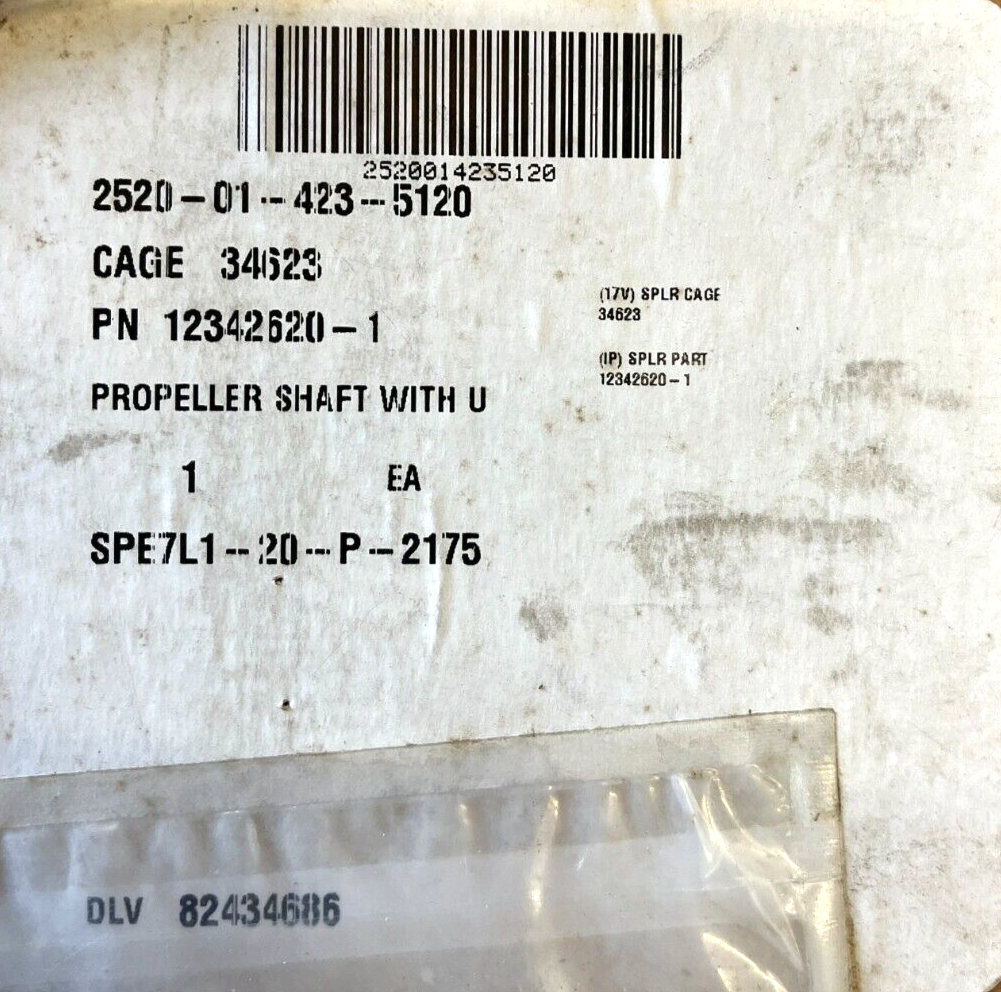 2520014235120
2520-01-423-5120
CAGE 34623
PN 12342620-1
(17V) SPLR CAGE
34623
(1P) SPLR PART
12342620-1
PROPELLER SHAFT WITH U
1 EA
SPE7L1-20-P-2175
DLV 82434686